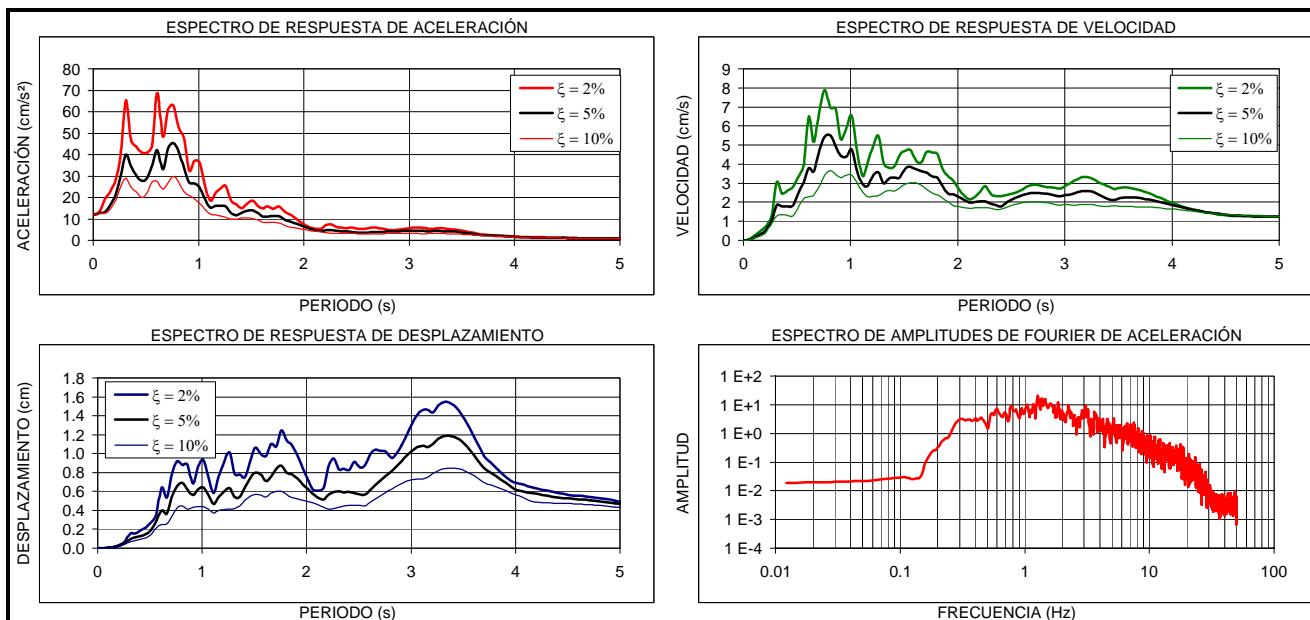 ESPECTRO DE RESPUESTA DE ACELERACIÓN
ACELERACIÓN (cm/s²)
80
70
60
50
40
30
20
10
0
0 1 2 3 4 5
PERIODO (s)
ξ = 2%
ξ = 5%
ξ = 10%
ESPECTRO DE RESPUESTA DE VELOCIDAD
VELOCIDAD (cm/s)
9
8
7
6
5
4
3
2
1
0
0 1 2 3 4 5
PERIODO (s)
ξ = 2%
ξ = 5%
ξ = 10%
ESPECTRO DE RESPUESTA DE DESPLAZAMIENTO
DESPLAZAMIENTO (cm)
1.8
1.6
1.4
1.2
1.0
0.8
0.6
0.4
0.2
0.0
0 1 2 3 4 5
PERIODO (s)
ξ = 2%
ξ = 5%
ξ = 10%
ESPECTRO DE AMPLITUDES DE FOURIER DE ACELERACIÓN
AMPLITUD
1 E+2
1 E+1
1 E+0
1 E-1
1 E-2
1 E-3
1 E-4
0.01 0.1 1 10 100
FRECUENCIA (Hz)